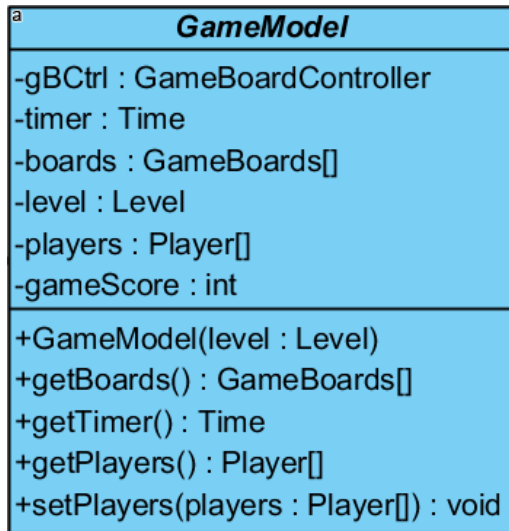 a
GameModel
-gBCtrl : GameBoardController
-timer : Time
-boards : GameBoards[]
-level : Level
-players : Player[]
-gameScore : int
+GameModel(level : Level)
+getBoards() : GameBoards[]
+getTimer() : Time
+getPlayers() : Player[]
+setPlayers(players : Player[]) : void